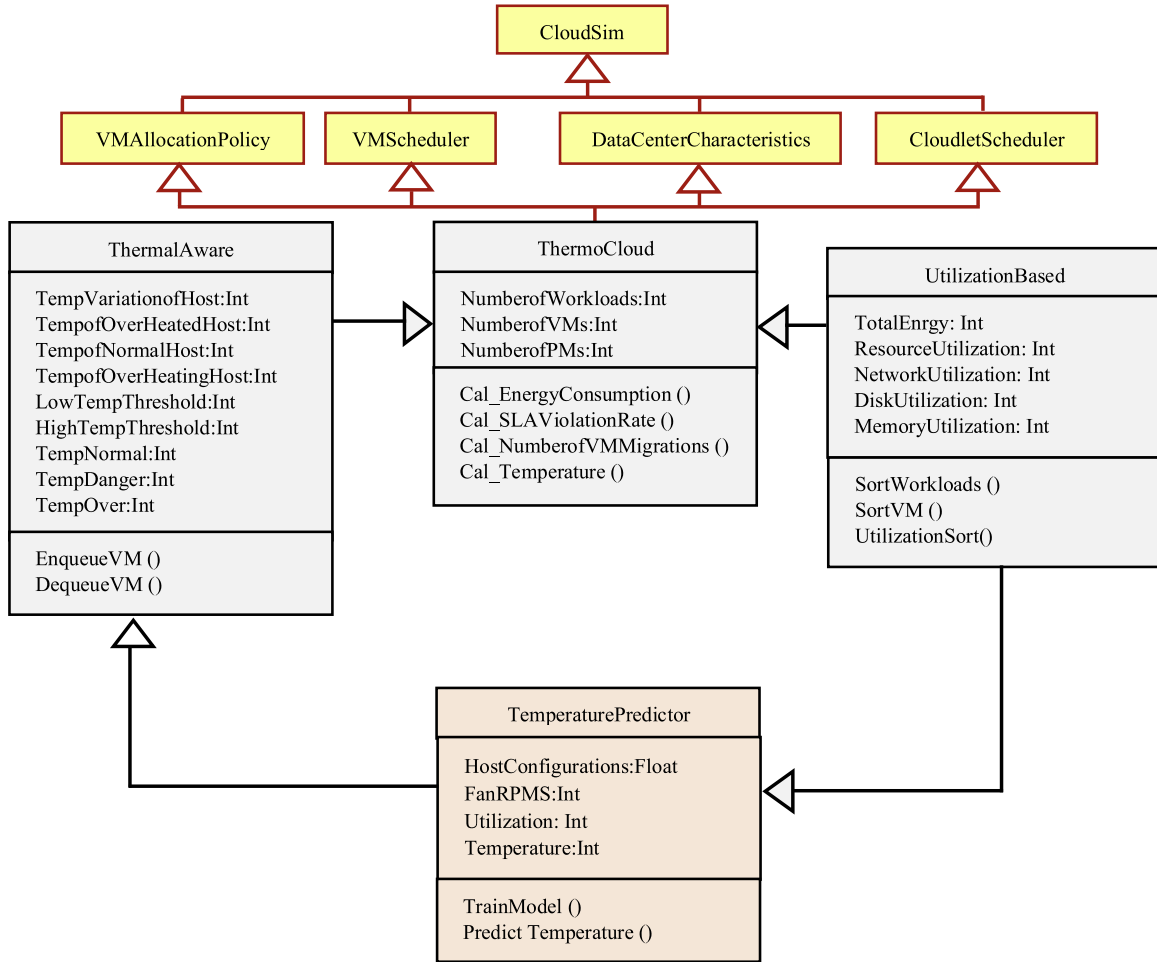 CloudSim
VMAllocationPolicy
VMScheduler
DataCenterCharacteristics
CloudletScheduler
ThermalAware
TempVariationofHost:Int
TempofOverHeatedHost:Int
TempofNormalHost:Int
TempofOverHeatingHost:Int
LowTempThreshold:Int
HighTempThreshold:Int
TempNormal:Int
TempDanger:Int
TempOver:Int
EnqueueVM ()
DequeueVM ()
ThermoCloud
NumberofWorkloads:Int
NumberofVMs:Int
NumberofPMs:Int
Cal_EnergyConsumption ()
Cal_SLAViolationRate ()
Cal_NumberofVMMigrations ()
Cal_Temperature ()
UtilizationBased
TotalEnrgy: Int
ResourceUtilization: Int
NetworkUtilization: Int
DiskUtilization: Int
MemoryUtilization: Int
SortWorkloads ()
SortVM ()
UtilizationSort()
TemperaturePredictor
HostConfigurations:Float
FanRPMS:Int
Utilization: Int
Temperature:Int
TrainModel ()
Predict Temperature ()